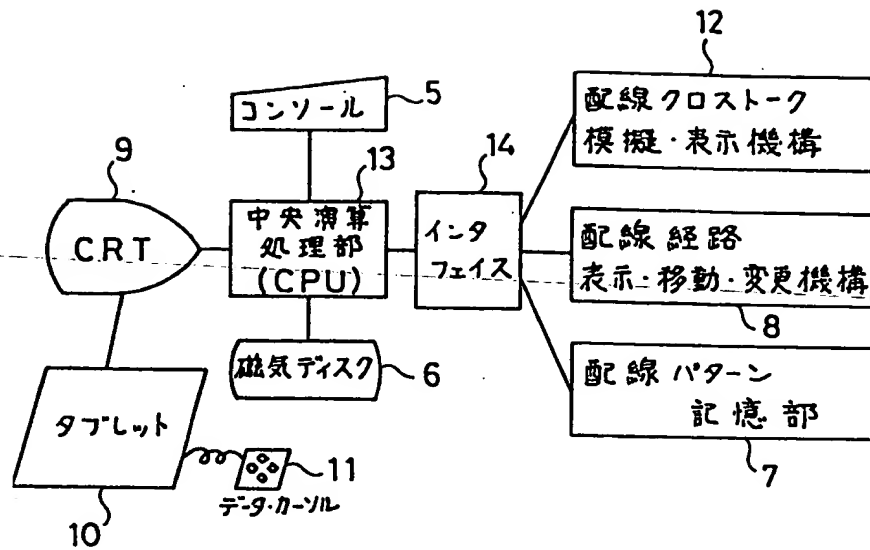 12
コンソール
5
配線クロストーク
模擬・表示機構
9
13
14
CRT
中央演算
処理部
(CPU)
インタ
フェイス
配線経路
表示・移動・変更機構
8
磁気ディスク
6
配線パターン
記憶部
7
タブレット
11
データ・カーソル
10